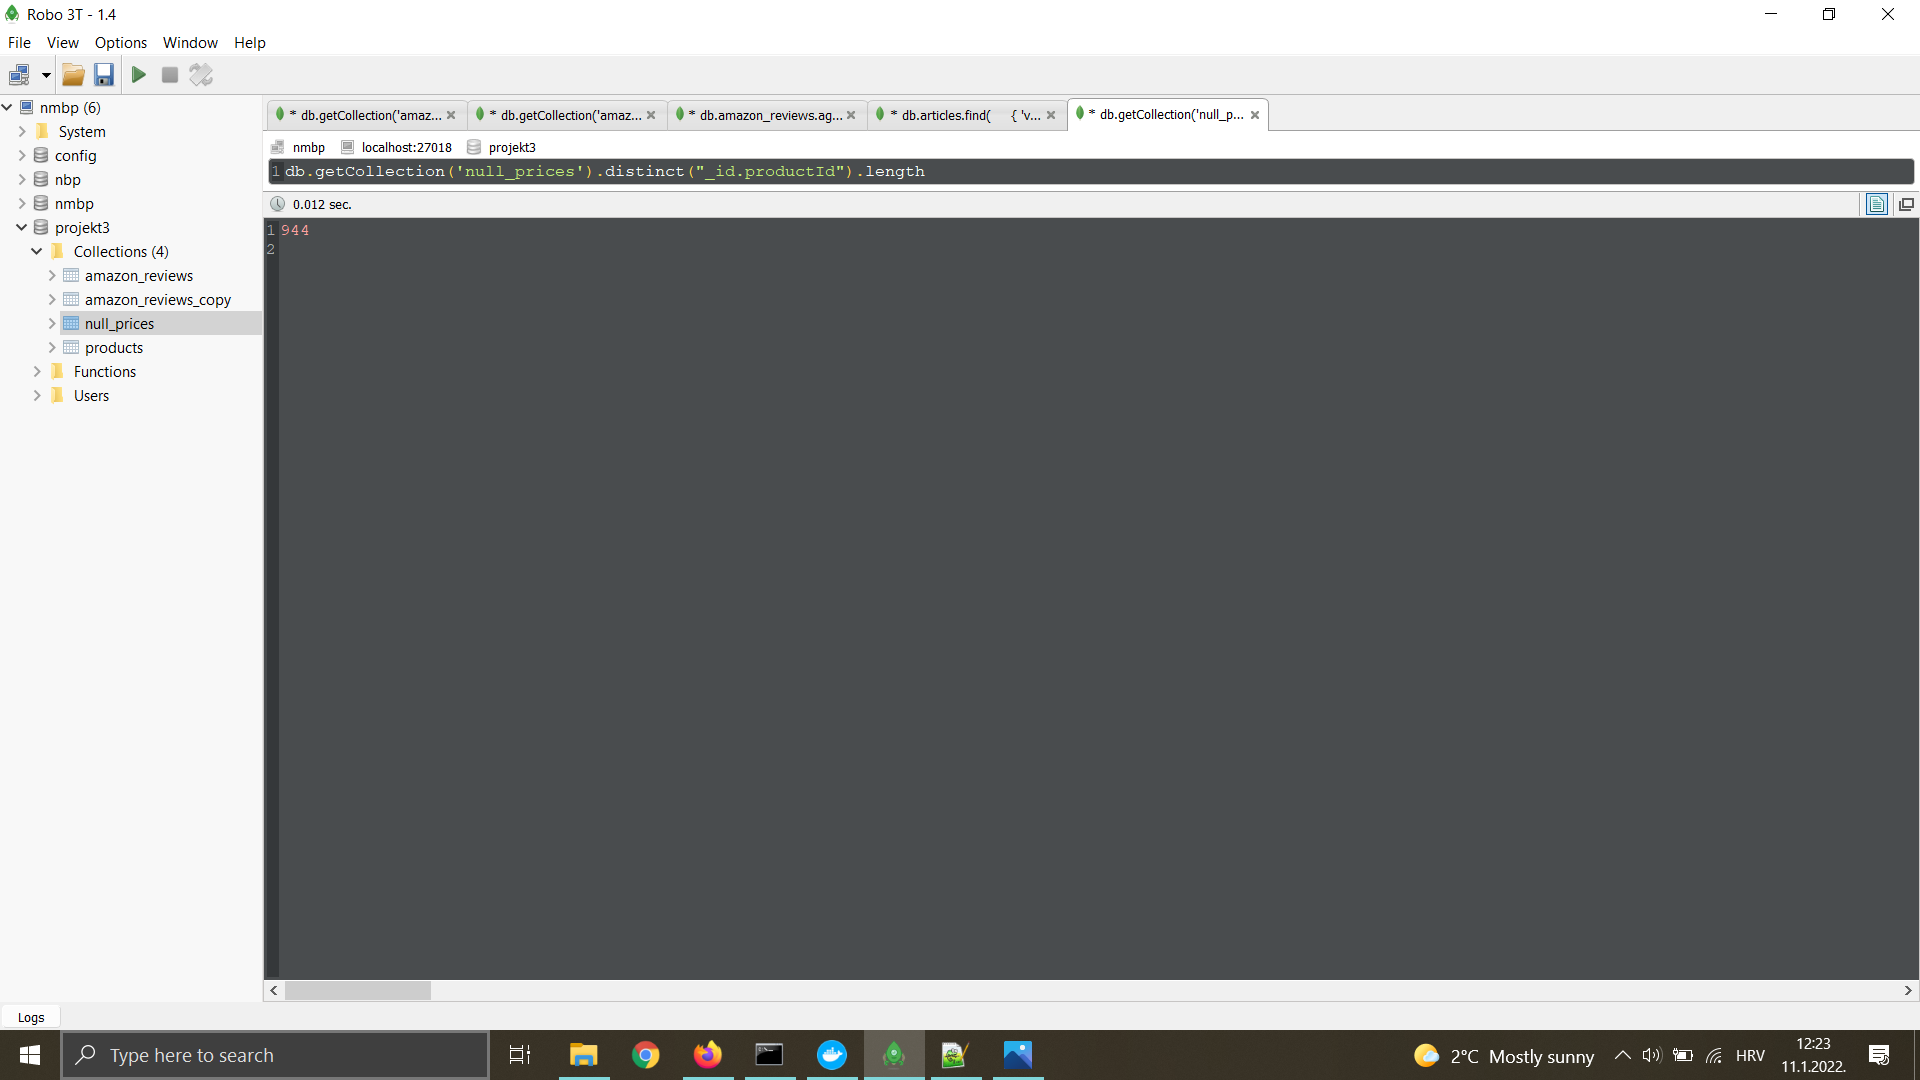 Robo 3T - 1.4
File View Options Window Help
nmbp (6)
System
config
nbp
nmbp
projekt3
Collections (4)
amazon_reviews
amazon_reviews_copy
null_prices
products
Functions
Users
* db.getCollection('amaz... * db.getCollection('amaz... * db.amazon_reviews.ag... * db.articles.find( { 'v... * db.getCollection('null_p...
nmbp localhost:27018 projekt3
1 db.getCollection('null_prices').distinct("_id.productId").length
0.012 sec.
1 944
2
Logs
Type here to search
2°C Mostly sunny HRV 12:23
11.1.2022.